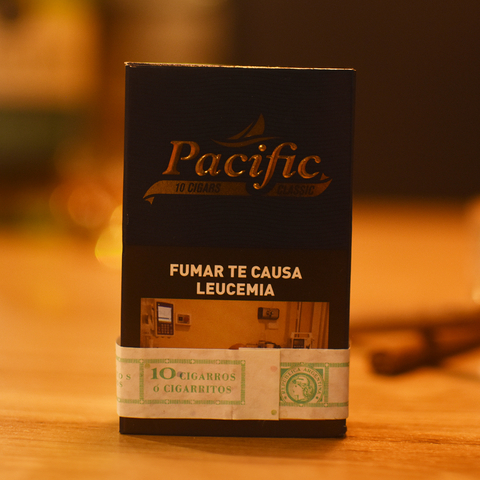 Pacific
10 CIGARS CLASSIC
FUMAR TE CAUSA
LEUCEMIA
10 CIGARROS
ó CIGARRITOS